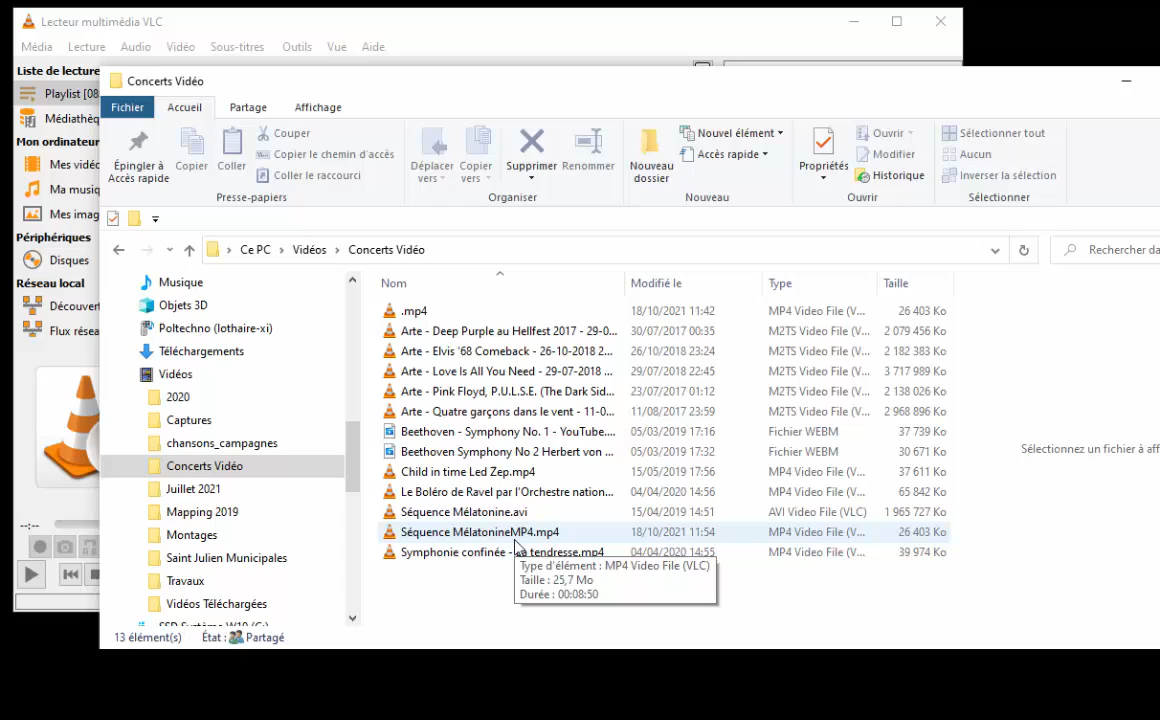 Lecteur multimédia VLC
Média Lecture Audio Vidéo Sous-titres Outils Vue Aide
Liste de lecture
Playlist [08
Médiathèq
Mon ordinateur
Mes vidéo
Ma musiq
Mes imag
Périphériques
Disques
Réseau local
Découver
Flux résea
--:--
Concerts Vidéo
Fichier Accueil Partage Affichage
Épingler à Accès rapide
Copier
Coller
Couper
Copier le chemin d'accès
Coller le raccourci
Presse-papiers
Déplacer vers
Copier vers
Supprimer
Renommer
Organiser
Nouveau dossier
Nouvel élément
Accès rapide
Nouveau
Propriétés
Ouvrir
Modifier
Historique
Ouvrir
Sélectionner tout
Aucun
Inverser la sélection
Sélectionner
Ce PC > Vidéos > Concerts Vidéo
Rechercher da
Musique
Objets 3D
Poltechno (lothaire-xi)
Téléchargements
Vidéos
2020
Captures
chansons_campagnes
Concerts Vidéo
Juillet 2021
Mapping 2019
Montages
Saint Julien Municipales
Travaux
Vidéos Téléchargées
SSD Système W10 (C:)
Nom Modifié le Type Taille
.mp4 18/10/2021 11:42 MP4 Video File (V... 26 403 Ko
Arte - Deep Purple au Hellfest 2017 - 29-0... 30/07/2017 00:35 M2TS Video File (V... 2 079 456 Ko
Arte - Elvis '68 Comeback - 26-10-2018 2... 26/10/2018 23:24 M2TS Video File (V... 2 182 383 Ko
Arte - Love Is All You Need - 29-07-2018 ... 29/07/2018 22:45 M2TS Video File (V... 3 717 989 Ko
Arte - Pink Floyd, P.U.L.S.E. (The Dark Sid... 23/07/2017 01:12 M2TS Video File (V... 2 138 026 Ko
Arte - Quatre garçons dans le vent - 11-0... 11/08/2017 23:59 M2TS Video File (V... 2 968 896 Ko
Beethoven - Symphony No. 1 - YouTube.... 05/03/2019 17:16 Fichier WEBM 37 739 Ko
Beethoven Symphony No 2 Herbert von ... 05/03/2019 17:32 Fichier WEBM 30 671 Ko
Child in time Led Zep.mp4 15/05/2019 17:56 MP4 Video File (V... 37 611 Ko
Le Boléro de Ravel par l'Orchestre nation... 04/04/2020 14:56 MP4 Video File (V... 65 842 Ko
Séquence Mélatonine.avi 15/04/2019 14:51 AVI Video File (VLC) 1 965 727 Ko
Séquence MélatonineMP4.mp4 18/10/2021 11:54 MP4 Video File (V... 26 403 Ko
Symphonie confinée - La tendresse.mp4 04/04/2020 14:55 MP4 Video File (V... 39 974 Ko
Type d'élément : MP4 Video File (VLC)
Taille : 25,7 Mo
Durée : 00:08:50
Sélectionnez un fichier à aff
13 élément(s) État : Partagé